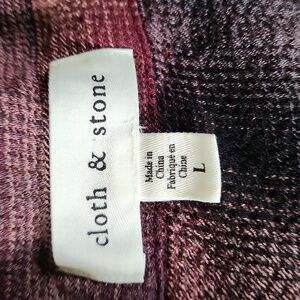 cloth & stone
Made in
China
Fabriqué en
Chine
L